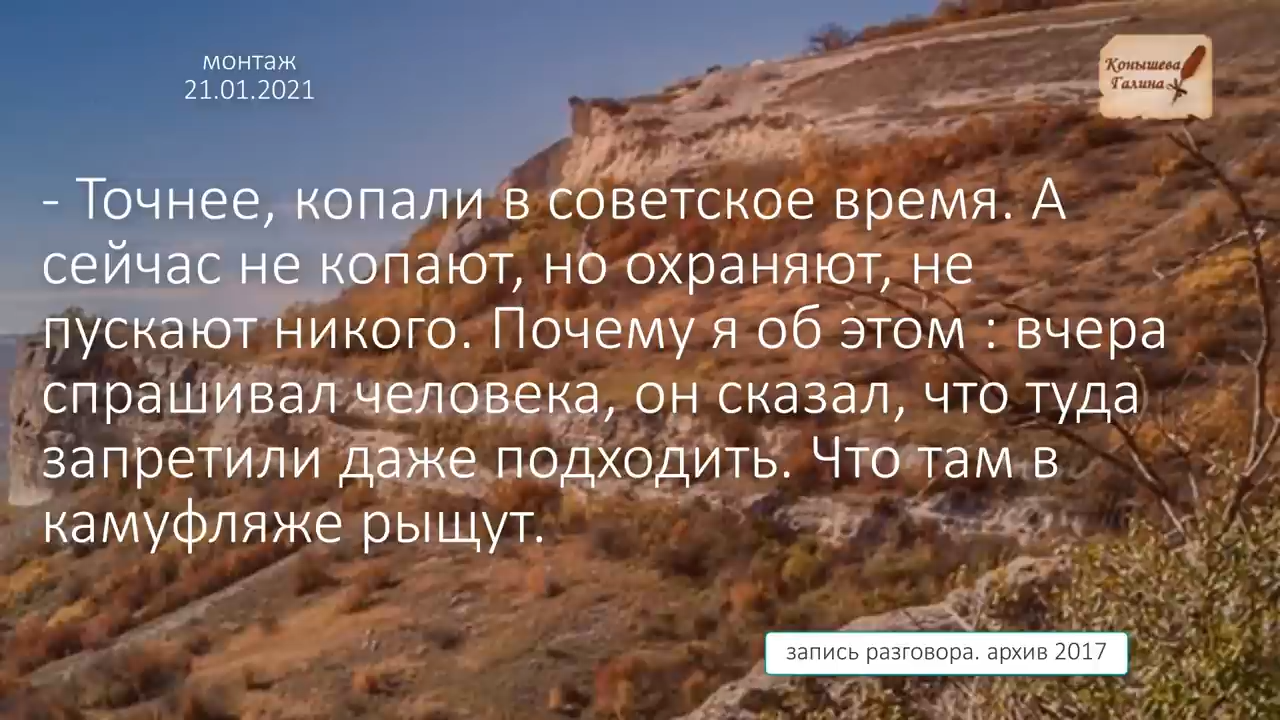 монтаж
21.01.2021
Конышева
Галина
- Точнее, копали в советское время. А
сейчас не копают, но охраняют, не
пускают никого. Почему я об этом : вчера
спрашивал человека, он сказал, что туда
запретили даже подходить. Что там в
камуфляже рыщут.
запись разговора. архив 2017